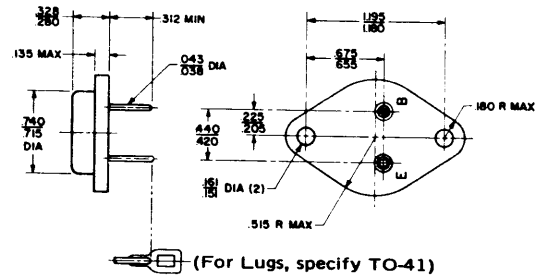 .328
.280
.312 MIN
1.195
1.180
.135 MAX
.043
.038 DIA
.675
.655
.740
.715
DIA
.440
.420
.225
.205
B
.180 R MAX
.161
.151 DIA (2)
E
.515 R MAX
(For Lugs, specify TO-41)